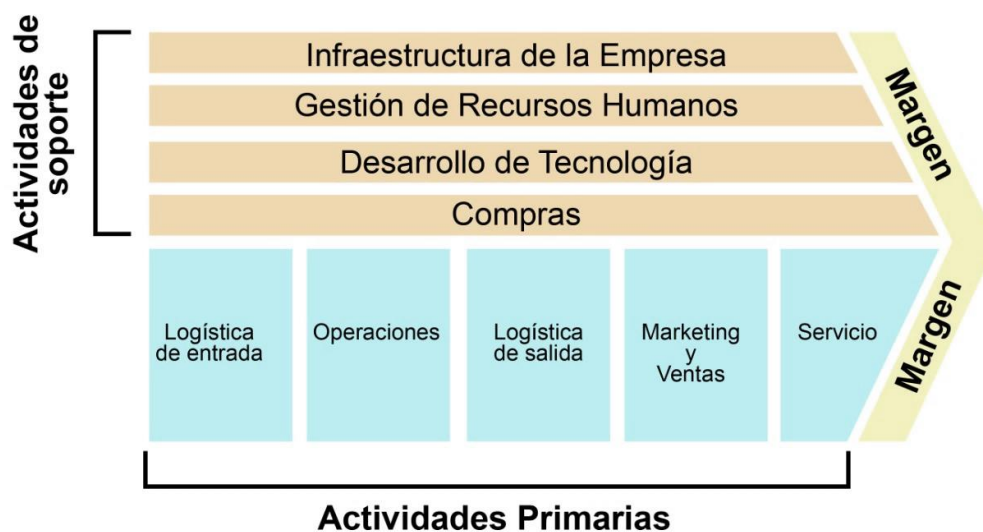 Actividades de
soporte
Infraestructura de la Empresa
Gestión de Recursos Humanos
Desarrollo de Tecnología
Compras
Margen
Logística
de entrada
Operaciones
Logística
de salida
Marketing
y
Ventas
Servicio
Margen
Actividades Primarias